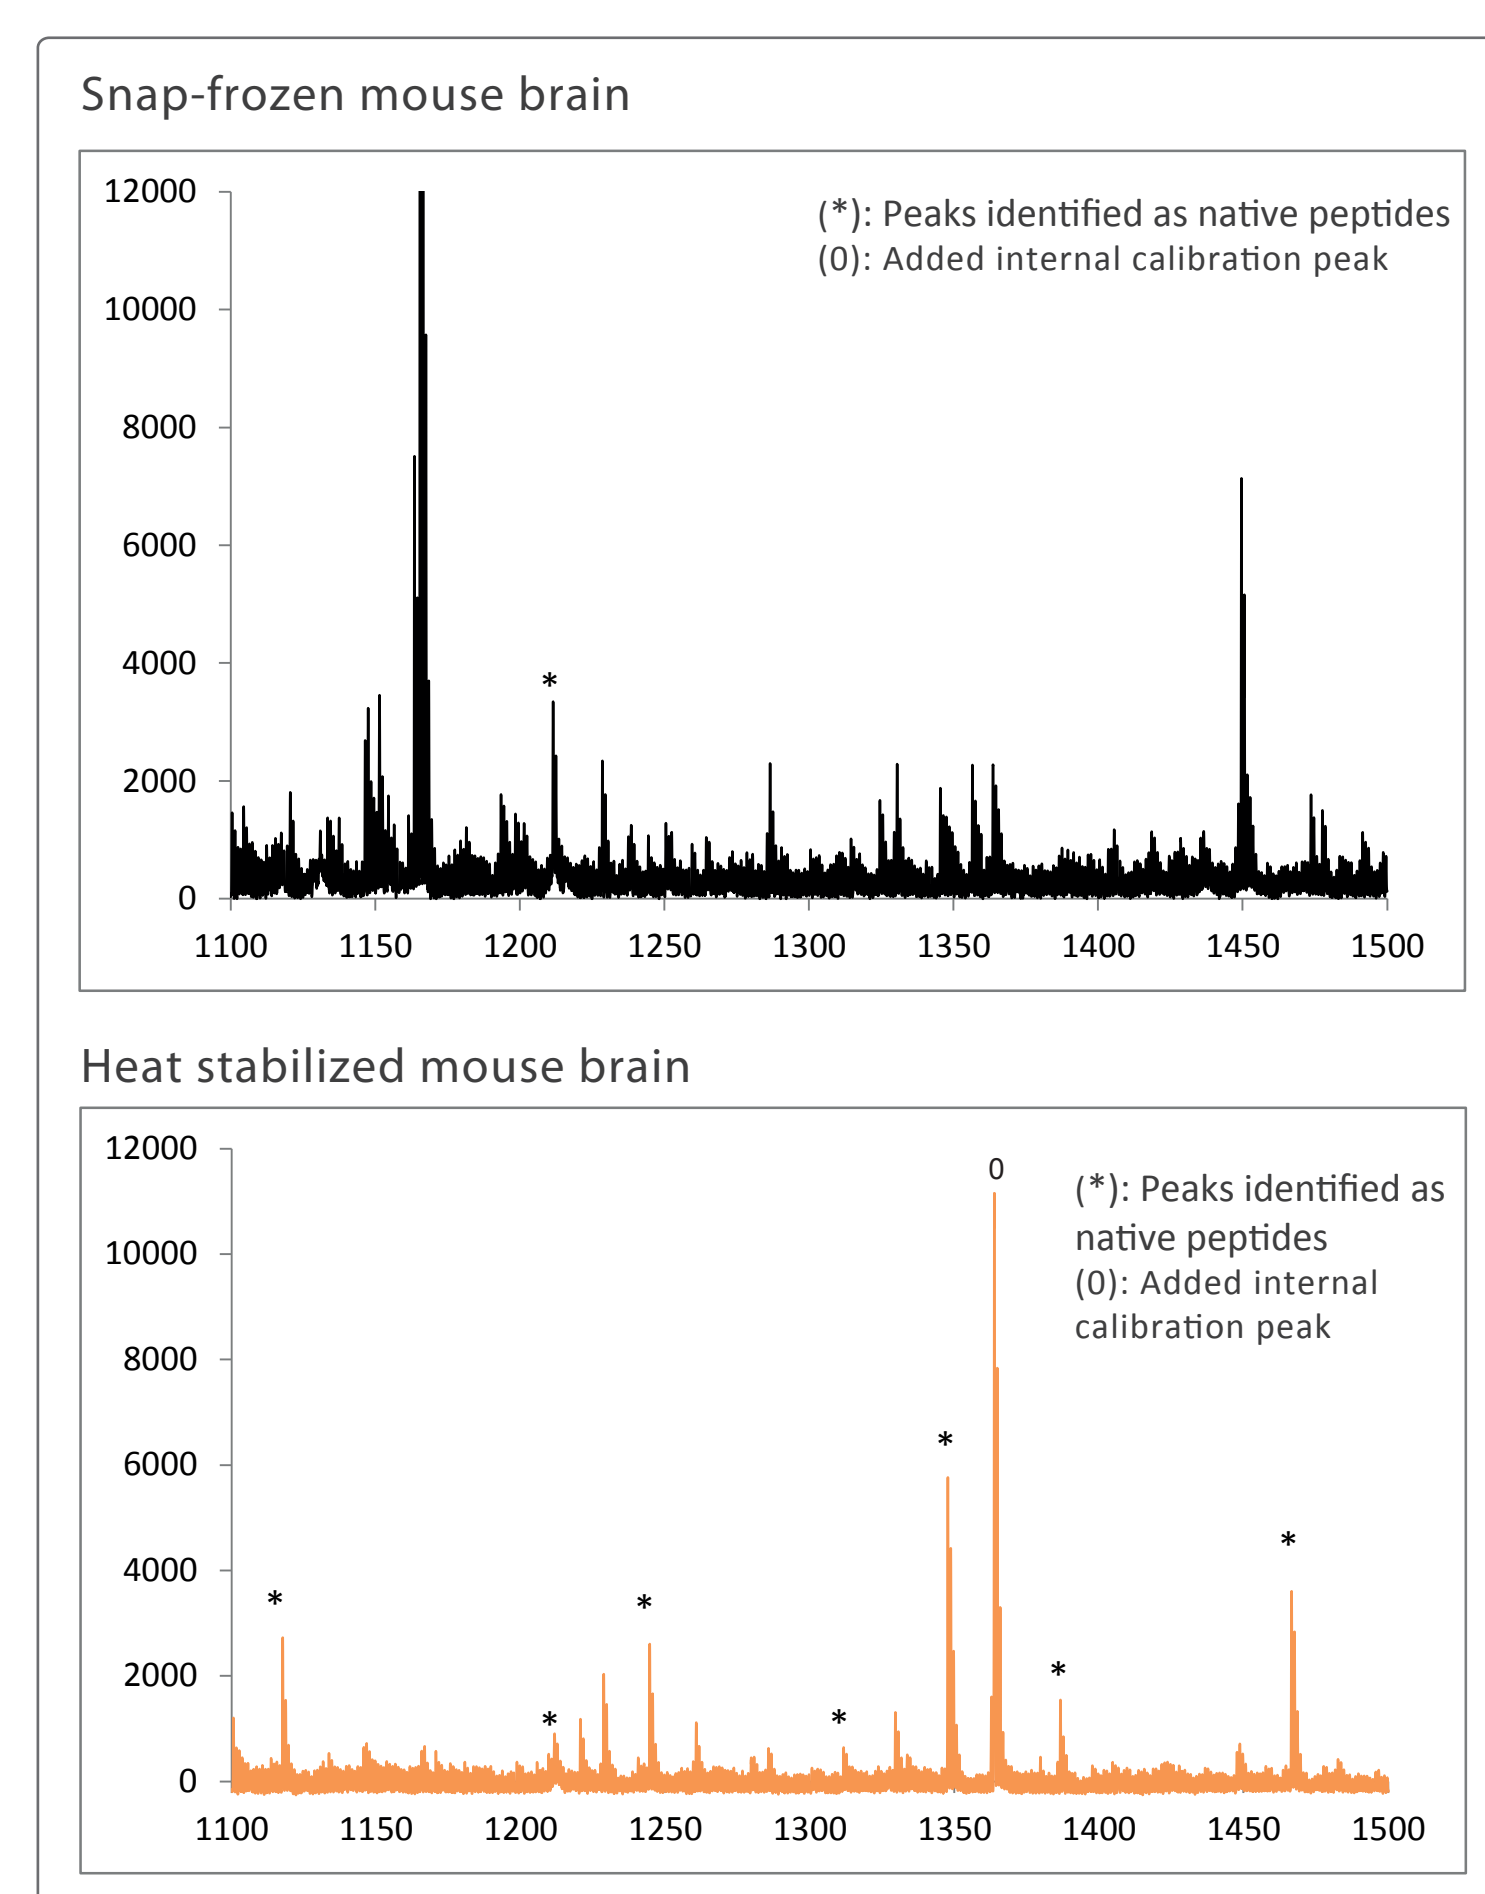 Snap-frozen mouse brain
12000
(*): Peaks identified as native peptides
(0): Added internal calibration peak
10000
8000
6000
4000
*
2000
0
1100 1150 1200 1250 1300 1350 1400 1450 1500
Heat stabilized mouse brain
12000
0
(*): Peaks identified as
native peptides
(0): Added internal
calibration peak
10000
8000
*
6000
*
4000
* *
2000
* * *
0
1100 1150 1200 1250 1300 1350 1400 1450 1500